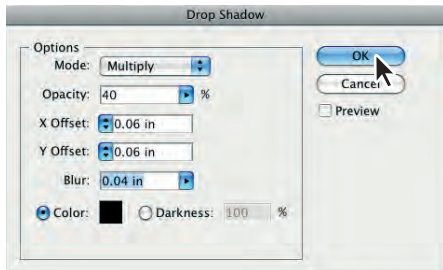 Drop Shadow
Options
Mode: Multiply
Opacity: 40 %
X Offset: 0.06 in
Y Offset: 0.06 in
Blur: 0.04 in
Color: Darkness: 100 %
OK
Cancel
Preview